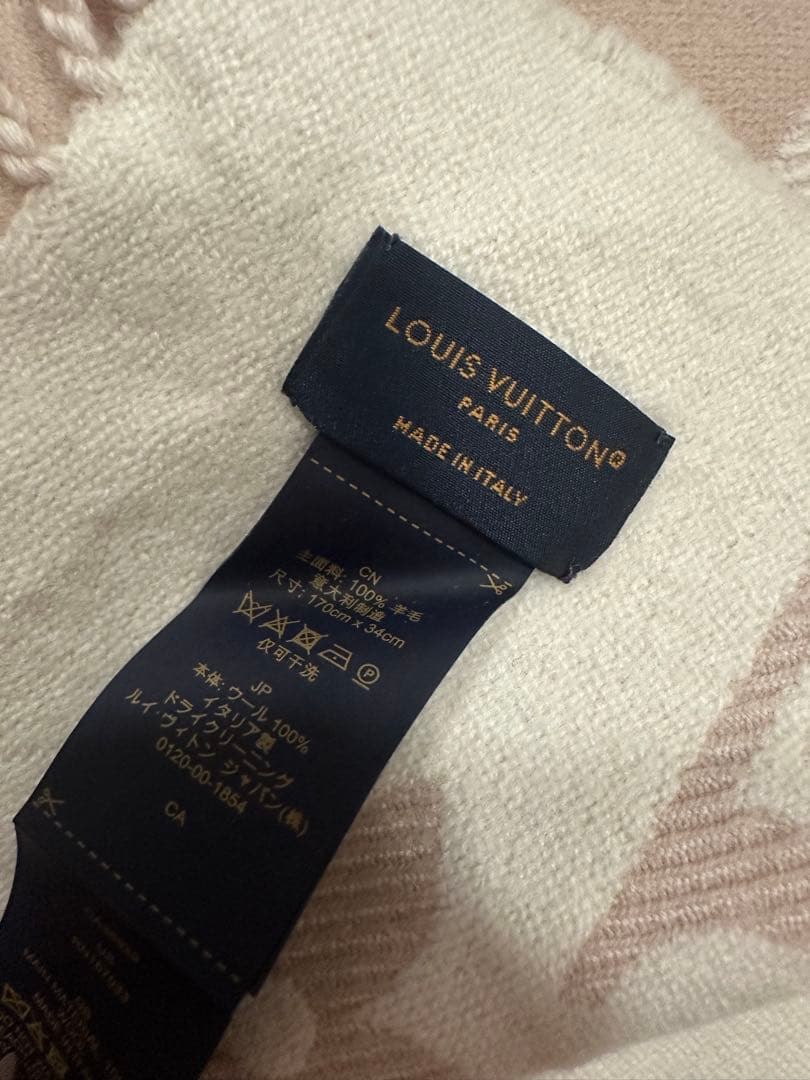 LOUIS VUITTON®
PARIS
MADE IN ITALY
CN
主面料: 100% 羊毛
意大利制造
尺寸: 170cm x 34cm
仅可干洗
JP
本体: ウール 100%
イタリア製
ドライクリーニング
ルイ・ヴィトン ジャパン(株)
0120-00-1854
CA